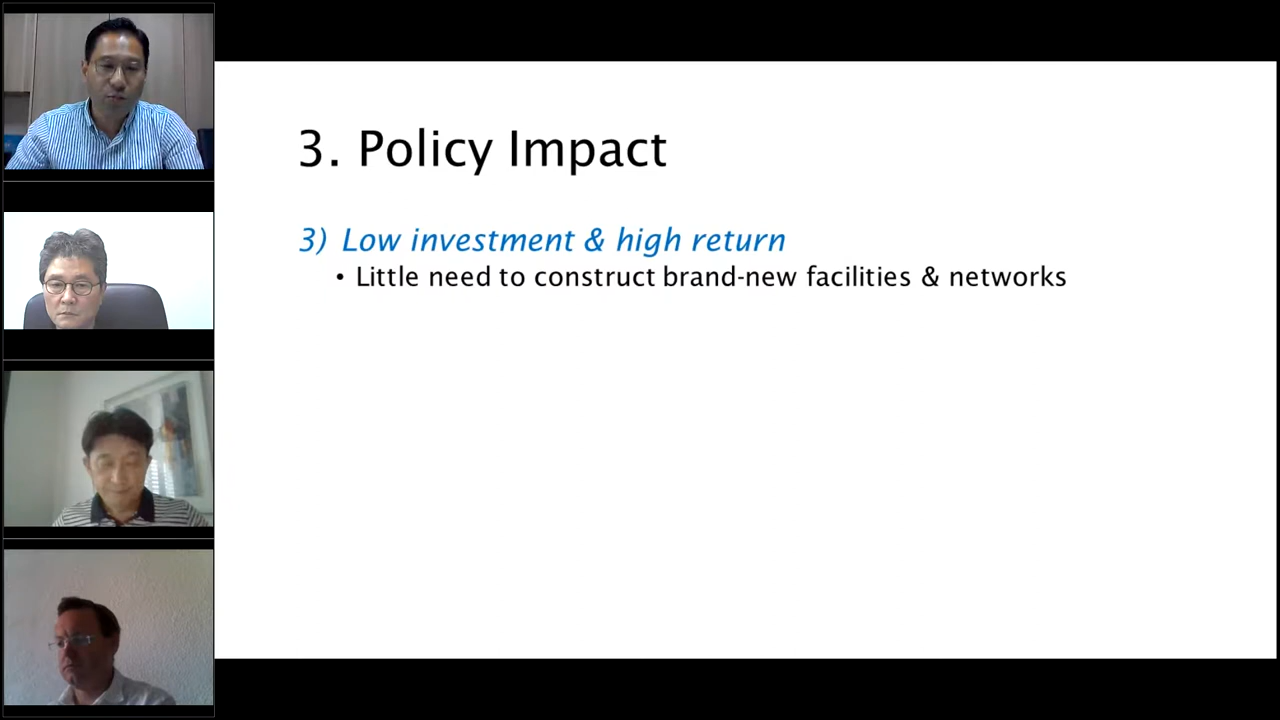 3. Policy Impact
3) Low investment & high return
• Little need to construct brand-new facilities & networks